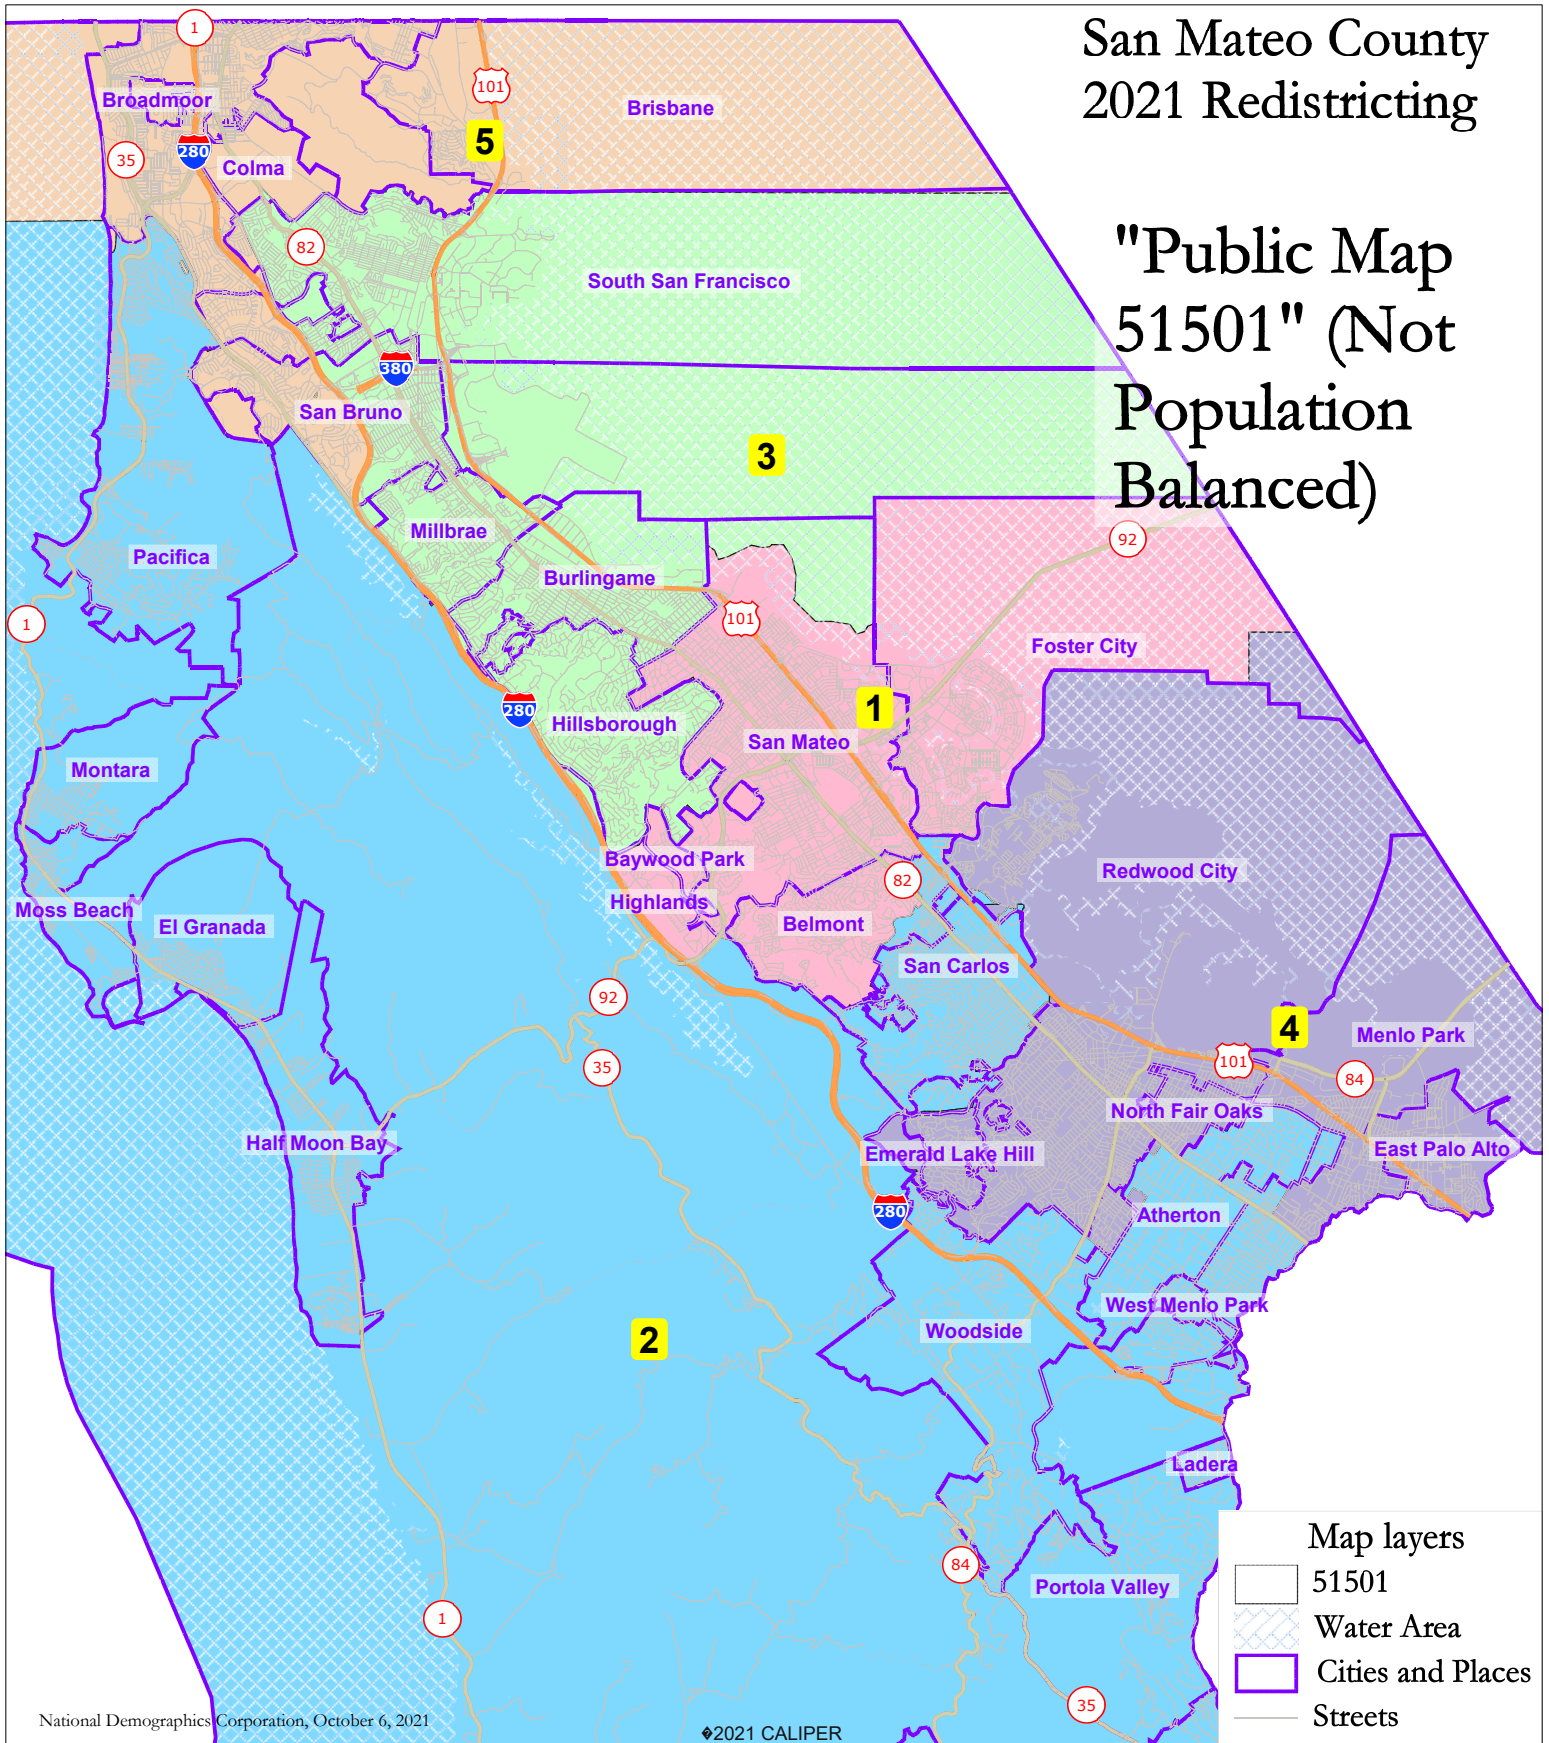 San Mateo County
2021 Redistricting
"Public Map
51501" (Not
Population
Balanced)
1
101
Broadmoor
Brisbane
5
35
280
Colma
82
South San Francisco
380
San Bruno
3
Millbrae
92
Pacifica
Burlingame
1
101
Foster City
280
1
Hillsborough
San Mateo
Montara
Baywood Park
Redwood City
82
Highlands
Moss Beach
El Granada
Belmont
San Carlos
92
4
Menlo Park
35
101
84
North Fair Oaks
Half Moon Bay
Emerald Lake Hill
East Palo Alto
280
Atherton
West Menlo Park
2
Woodside
Ladera
84
Portola Valley
1
35
Map layers
51501
Water Area
Cities and Places
Streets
National Demographics Corporation, October 6, 2021
�2021 CALIPER